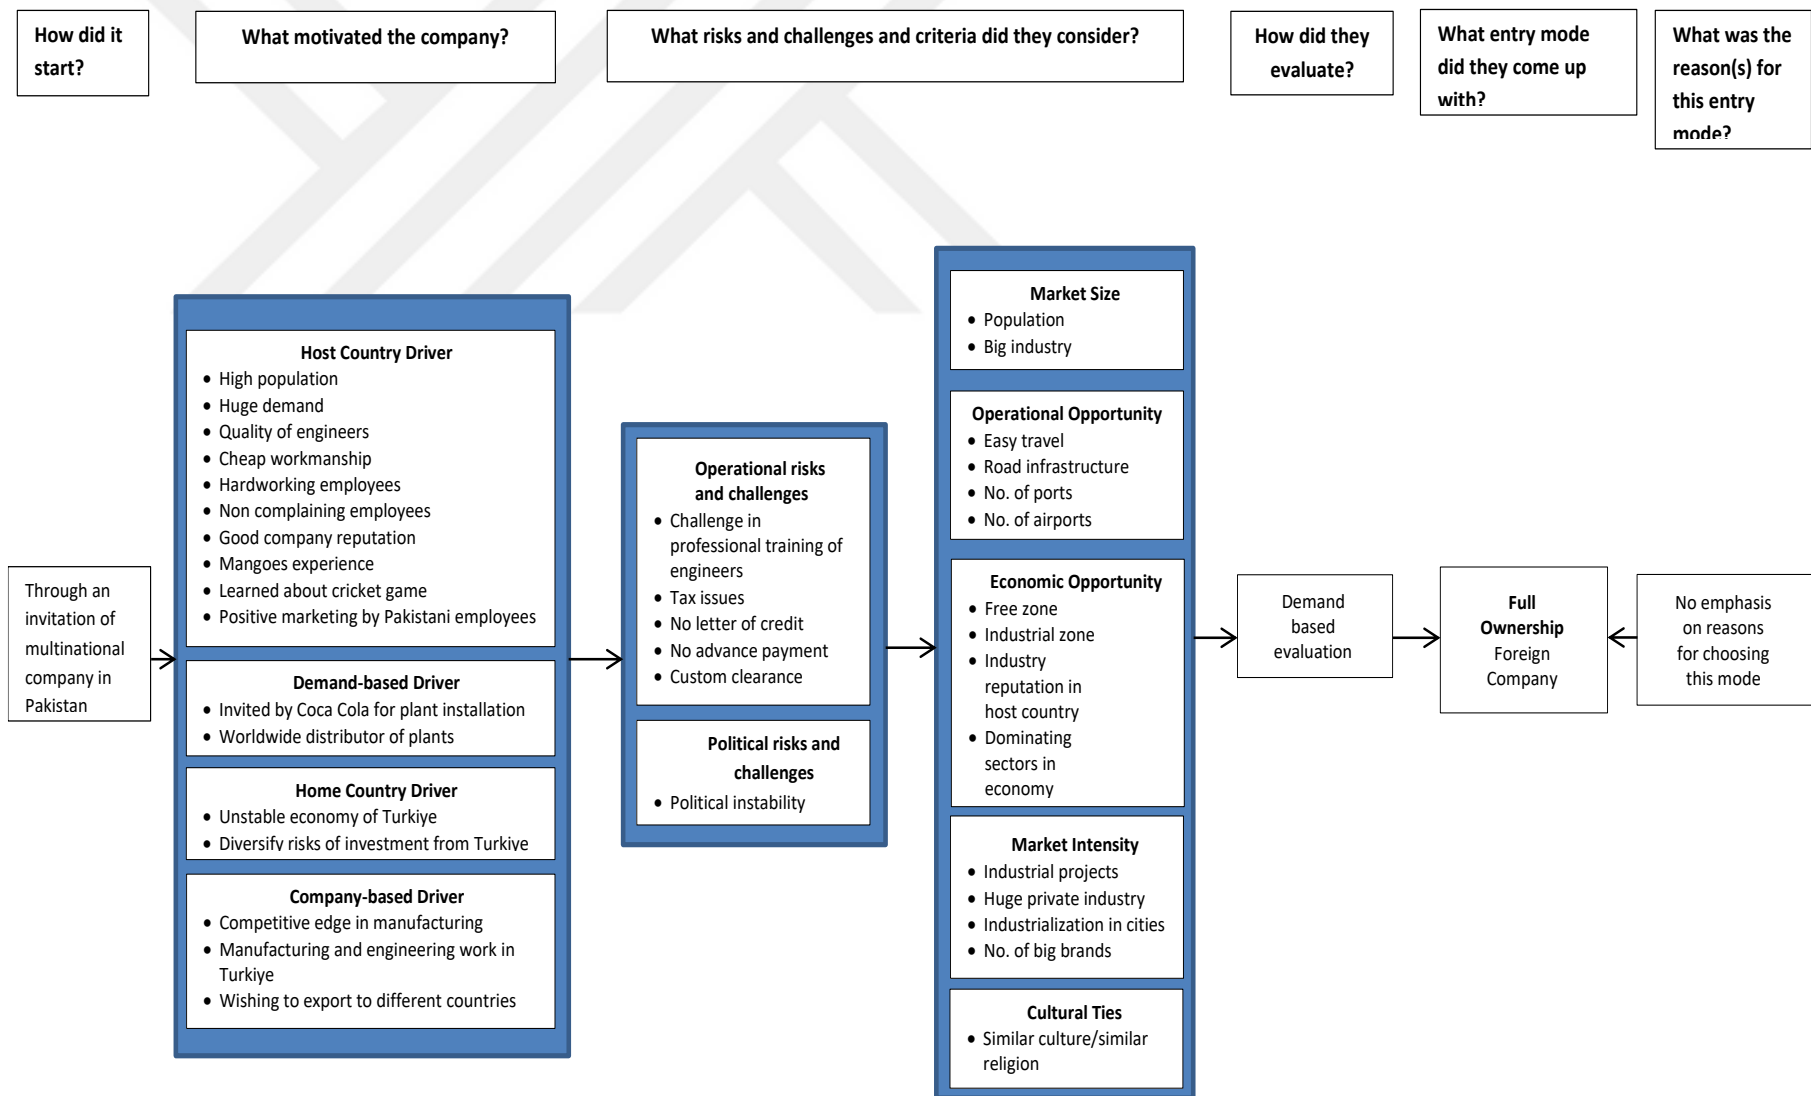 How did it
start?
What motivated the company?
What risks and challenges and criteria did they consider?
How did they
evaluate?
What entry mode
did they come up
with?
What was the
reason(s) for
this entry
mode?
Through an
invitation of
multinational
company in
Pakistan
Host Country Driver
• High population
• Huge demand
• Quality of engineers
• Cheap workmanship
• Hardworking employees
• Non complaining employees
• Good company reputation
• Mangoes experience
• Learned about cricket game
• Positive marketing by Pakistani employees
Demand-based Driver
• Invited by Coca Cola for plant installation
• Worldwide distributor of plants
Home Country Driver
• Unstable economy of Turkiye
• Diversify risks of investment from Turkiye
Company-based Driver
• Competitive edge in manufacturing
• Manufacturing and engineering work in
Turkiye
• Wishing to export to different countries
Operational risks
and challenges
• Challenge in
professional training of
engineers
• Tax issues
• No letter of credit
• No advance payment
• Custom clearance
Political risks and
challenges
• Political instability
Market Size
• Population
• Big industry
Operational Opportunity
• Easy travel
• Road infrastructure
• No. of ports
• No. of airports
Economic Opportunity
• Free zone
• Industrial zone
• Industry
reputation in
host country
• Dominating
sectors in
economy
Market Intensity
• Industrial projects
• Huge private industry
• Industrialization in cities
• No. of big brands
Cultural Ties
• Similar culture/similar
religion
Demand
based
evaluation
Full
Ownership
Foreign
Company
No emphasis
on reasons
for choosing
this mode